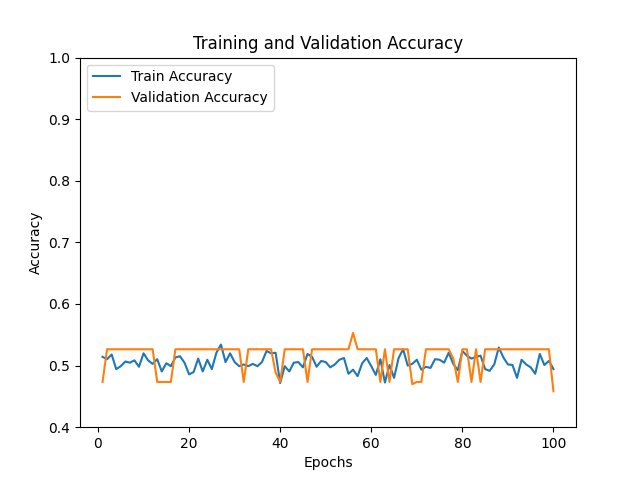 Training and Validation Accuracy
Train Accuracy
Validation Accuracy
Accuracy
1.0
0.9
0.8
0.7
0.6
0.5
0.4
0 20 40 60 80 100
Epochs